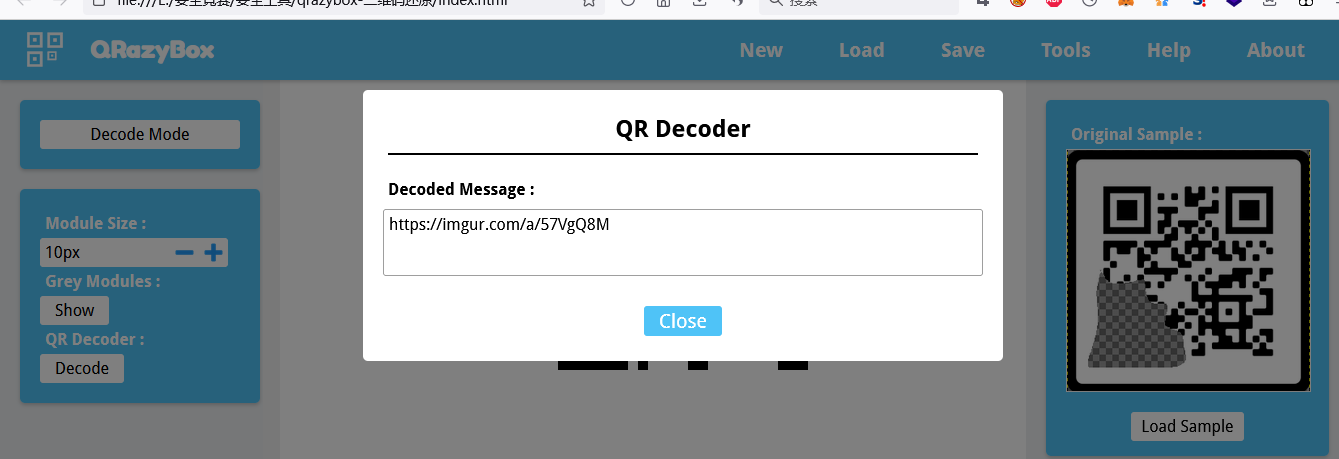 file:///E:/安全竞赛/安全工具/qrazybox-二维码还原/index.html
搜索
QRazyBox
New Load Save Tools Help About
Decode Mode
Module Size :
10px
Grey Modules :
Show
QR Decoder :
Decode
QR Decoder
Decoded Message :
https://imgur.com/a/57VgQ8M
Close
Original Sample :
Load Sample